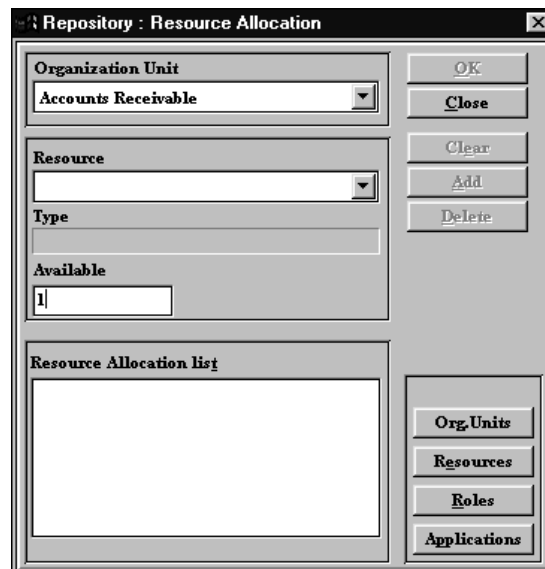 Repository : Resource Allocation
Organization Unit
Accounts Receivable
OK
Close
Resource
Clear
Add
Type
Delete
Available
1
Resource Allocation list
Org.Units
Resources
Roles
Applications